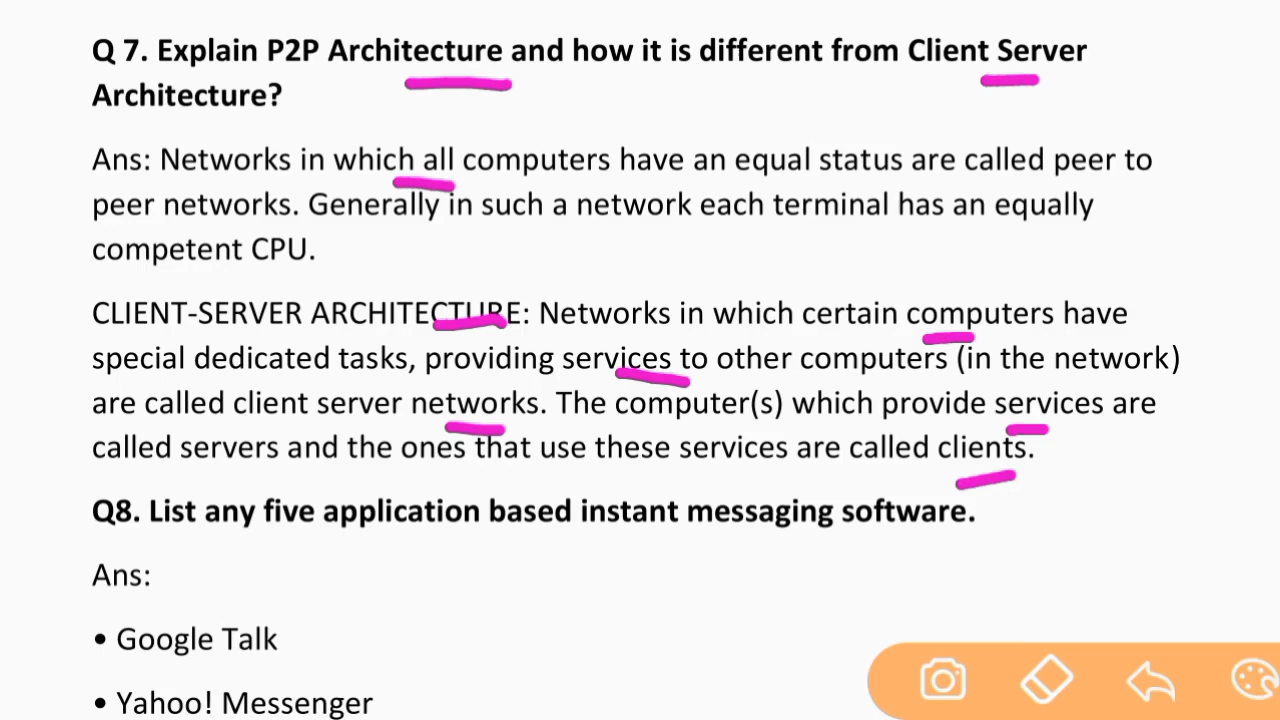 Q 7. Explain P2P Architecture and how it is different from Client Server
Architecture?
Ans: Networks in which all computers have an equal status are called peer to
peer networks. Generally in such a network each terminal has an equally
competent CPU.
CLIENT-SERVER ARCHITECTURE: Networks in which certain computers have
special dedicated tasks, providing services to other computers (in the network)
are called client server networks. The computer(s) which provide services are
called servers and the ones that use these services are called clients.
Q8. List any five application based instant messaging software.
Ans:
• Google Talk
• Yahoo! Messenger